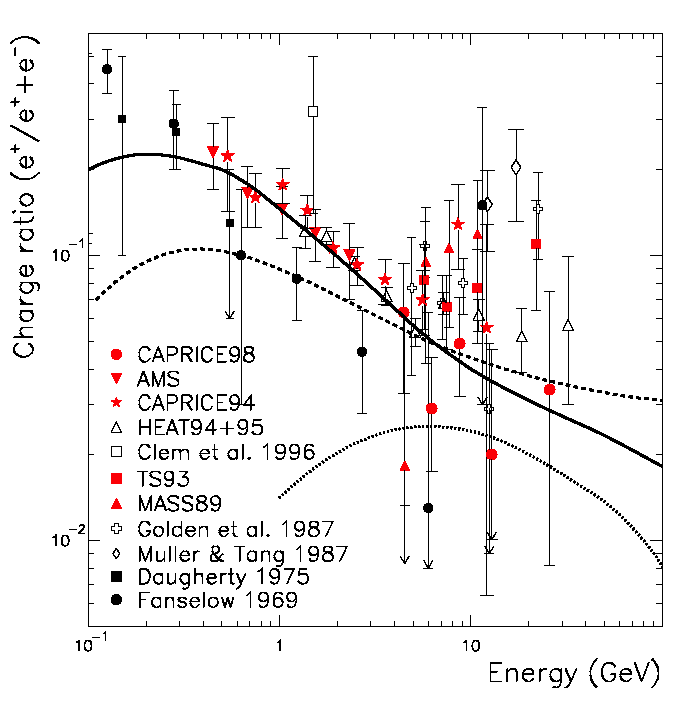 Charge ratio (e⁺/e⁺+e⁻)
10⁻¹
10⁻²
CAPRICE98
AMS
CAPRICE94
HEAT94+95
Clem et al. 1996
TS93
MASS89
Golden et al. 1987
Muller & Tang 1987
Daugherty 1975
Fanselow 1969
10⁻¹ 1 10
Energy (GeV)